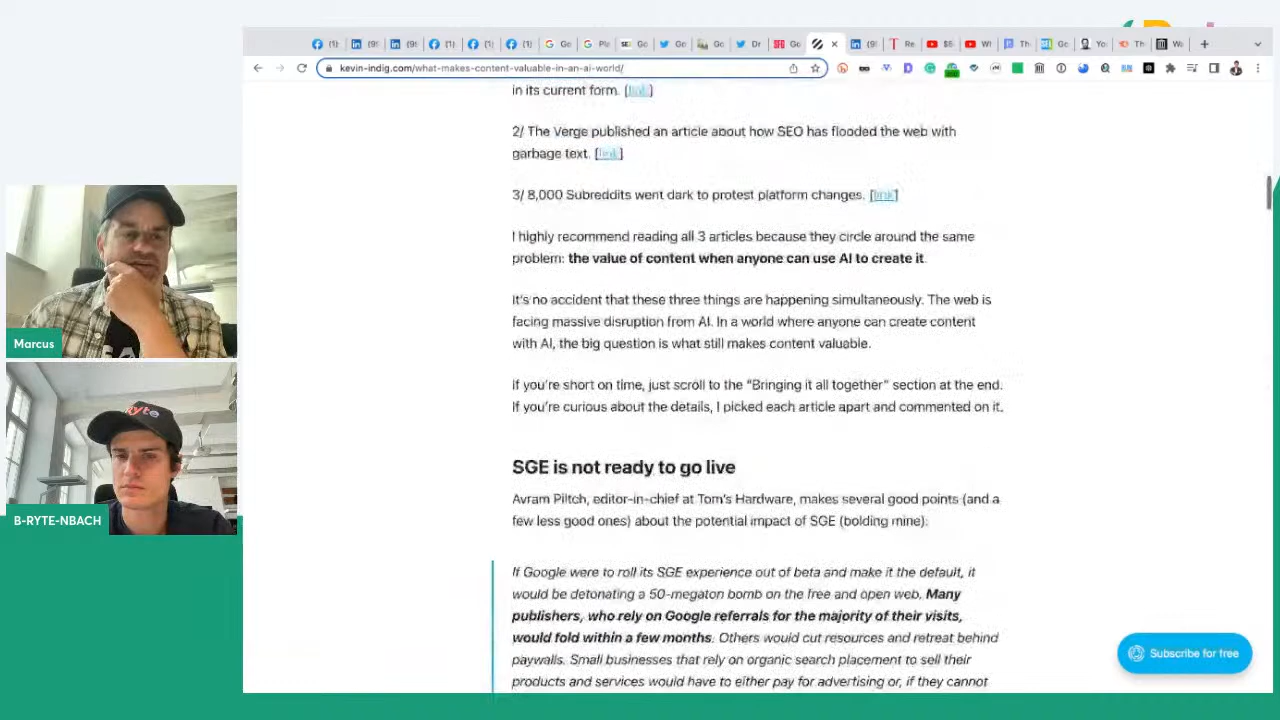 kevin-indig.com/what-makes-content-valuable-in-an-ai-world/
in its current form. [link]
2/ The Verge published an article about how SEO has flooded the web with
garbage text. [link]
3/ 8,000 Subreddits went dark to protest platform changes. [link]
I highly recommend reading all 3 articles because they circle around the same
problem: the value of content when anyone can use AI to create it.
It's no accident that these three things are happening simultaneously. The web is
facing massive disruption from AI. In a world where anyone can create content
with AI, the big question is what still makes content valuable.
If you're short on time, just scroll to the “Bringing it all together” section at the end.
If you're curious about the details, I picked each article apart and commented on it.
SGE is not ready to go live
Avram Piltch, editor-in-chief at Tom's Hardware, makes several good points (and a
few less good ones) about the potential impact of SGE (bolding mine):
If Google were to roll its SGE experience out of beta and make it the default, it
would be detonating a 50-megaton bomb on the free and open web. Many
publishers, who rely on Google referrals for the majority of their visits,
would fold within a few months. Others would cut resources and retreat behind
paywalls. Small businesses that rely on organic search placement to sell their
products and services would have to either pay for advertising or, if they cannot
Subscribe for free
Marcus
Ryte
B-RYTE-NBACH